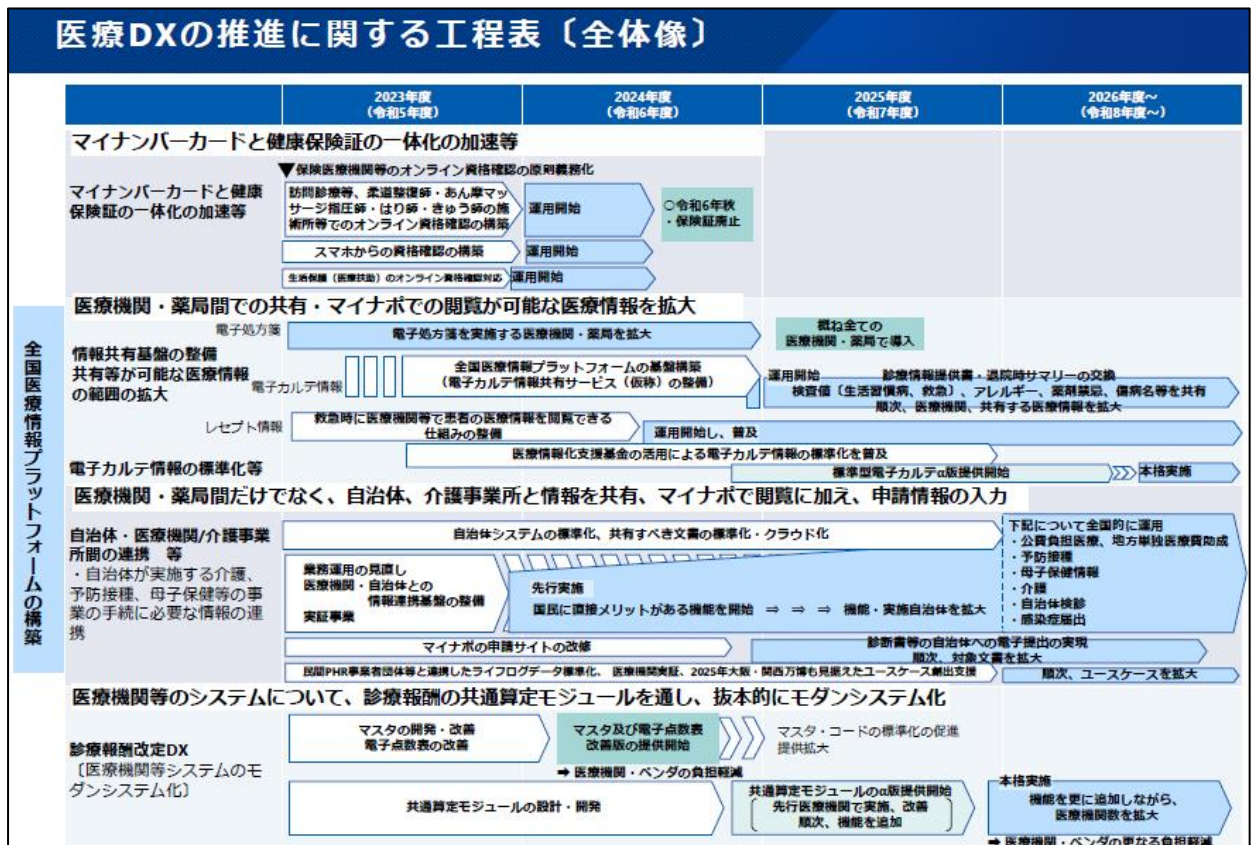 医療DXの推進に関する工程表〔全体像〕
2023年度
(令和5年度)
2024年度
(令和6年度)
2025年度
(令和7年度)
2026年度～
(令和8年度～)
マイナンバーカードと健康保険証の一体化の加速等
マイナンバーカードと健康
保険証の一体化の加速等
▼保険医療機関等のオンライン資格確認の原則義務化
訪問診療等、柔道整復師・あん摩マッ
サージ指圧師・はり師・きゅう師の施
術所等でのオンライン資格確認の構築
運用開始
○令和6年秋
・保険証廃止
スマホからの資格確認の構築
運用開始
生活保護（医療扶助）のオンライン資格確認対応
運用開始
全国医療情報プラットフォームの構築
医療機関・薬局間での共有・マイナポでの閲覧が可能な医療情報を拡大
情報共有基盤の整備
共有等が可能な医療情報
の範囲の拡大
電子処方箋
電子処方箋を実施する医療機関・薬局を拡大
概ね全ての
医療機関・薬局で導入
電子カルテ情報
全国医療情報プラットフォームの基盤構築
（電子カルテ情報共有サービス（仮称）の整備）
運用開始
診療情報提供書・退院時サマリーの交換
検査値〔生活習慣病、救急〕、アレルギー、薬剤禁忌、傷病名等を共有
順次、医療機関、共有する医療情報を拡大
レセプト情報
救急時に医療機関等で患者の医療情報を閲覧できる
仕組みの整備
運用開始し、普及
電子カルテ情報の標準化等
医療情報化支援基金の活用による電子カルテ情報の標準化を普及
標準型電子カルテα版提供開始
本格実施
医療機関・薬局間だけでなく、自治体、介護事業所と情報を共有、マイナポで閲覧に加え、申請情報の入力
自治体・医療機関/介護事業
所間の連携　等
・自治体が実施する介護、
予防接種、母子保健等の事
業の手続に必要な情報の連
携
自治体システムの標準化、共有すべき文書の標準化・クラウド化
業務運用の見直し
医療機関・自治体との
情報連携基盤の整備
実証事業
先行実施
国民に直接メリットがある機能を開始　⇒　⇒　⇒　機能・実施自治体を拡大
下記について全国的に運用
・公費負担医療、地方単独医療費助成
・予防接種
・母子保健情報
・介護
・自治体検診
・感染症届出
マイナポの申請サイトの改修
診断書等の自治体への電子提出の実現
順次、対象文書を拡大
民間PHR事業者団体等と連携したライフログデータ標準化、医療機関実証、2025年大阪・関西万博も見据えたユースケース創出支援
順次、ユースケースを拡大
医療機関等のシステムについて、診療報酬の共通算定モジュールを通し、抜本的にモダンシステム化
診療報酬改定DX
〔医療機関等システムのモ
ダンシステム化〕
マスタの開発・改善
電子点数表の改善
マスタ及び電子点数表
改善版の提供開始
マスタ・コードの標準化の促進
提供拡大
➡ 医療機関・ベンダの負担軽減
共通算定モジュールの設計・開発
共通算定モジュールのα版提供開始
先行医療機関で実施、改善
順次、機能を追加
本格実施
機能を更に追加しながら、
医療機関数を拡大
➡ 医療機関・ベンダの更なる負担軽減